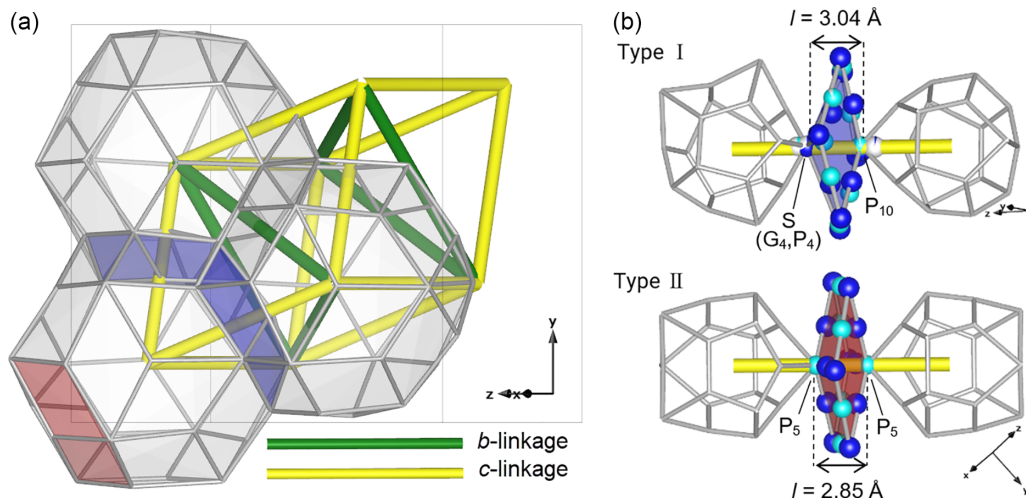 (a)
y
z x
b-linkage
c-linkage
(b)
l = 3.04 Å
Type Ⅰ
S
(G4,P4)
P10
z y
Type Ⅱ
P5 P5
l = 2.85 Å
z
x
y